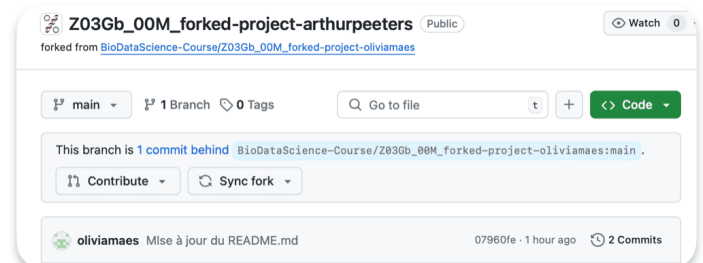 Z03Gb_00M_forked-project-arthurpeeters Public Watch 0
forked from BioDataScience-Course/Z03Gb_00M_forked-project-oliviamaes
main 1 Branch 0 Tags Go to file t + <> Code
This branch is 1 commit behind BioDataScience-Course/Z03Gb_00M_forked-project-oliviamaes:main .
Contribute Sync fork
oliviamaes MIse à jour du README.md 07960fe · 1 hour ago 2 Commits